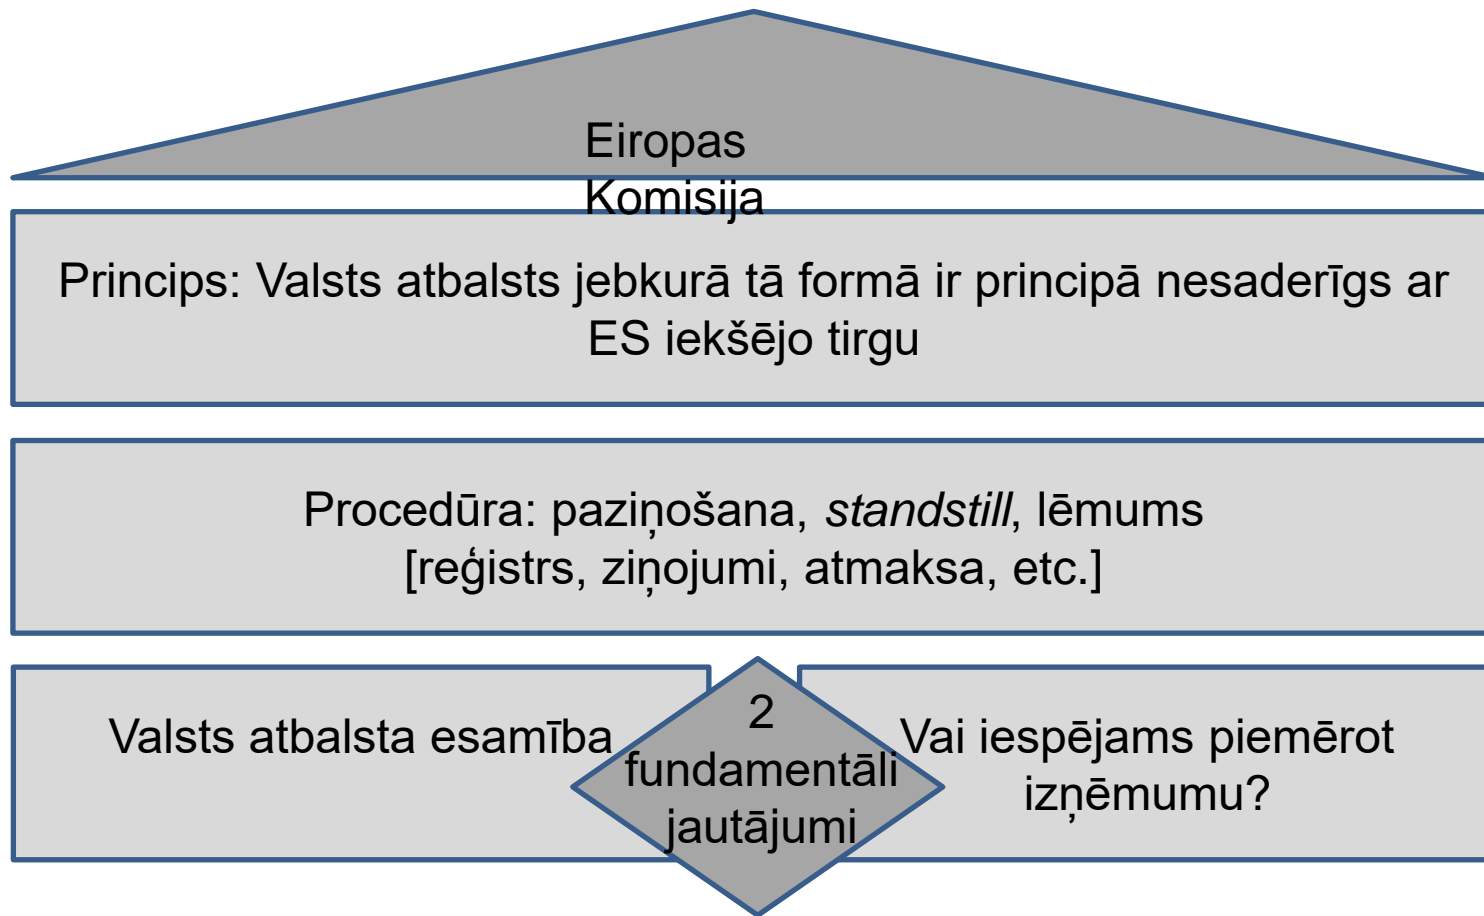 Eiropas
Komisija
Princips: Valsts atbalsts jebkurā tā formā ir principā nesaderīgs ar
ES iekšējo tirgu
Procedūra: paziņošana, standstill, lēmums
[reģistrs, ziņojumi, atmaksa, etc.]
Valsts atbalsta esamība
2
fundamentāli
jautājumi
Vai iespējams piemērot
izņēmumu?